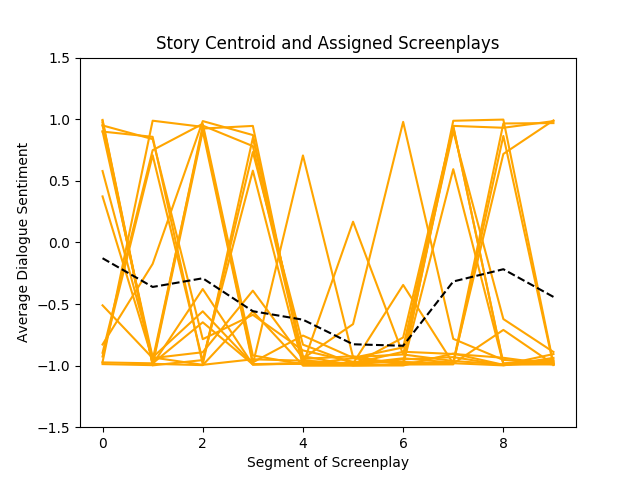 Story Centroid and Assigned Screenplays
1.5
1.0
0.5
0.0
−0.5
−1.0
−1.5
Average Dialogue Sentiment
0 2 4 6 8
Segment of Screenplay